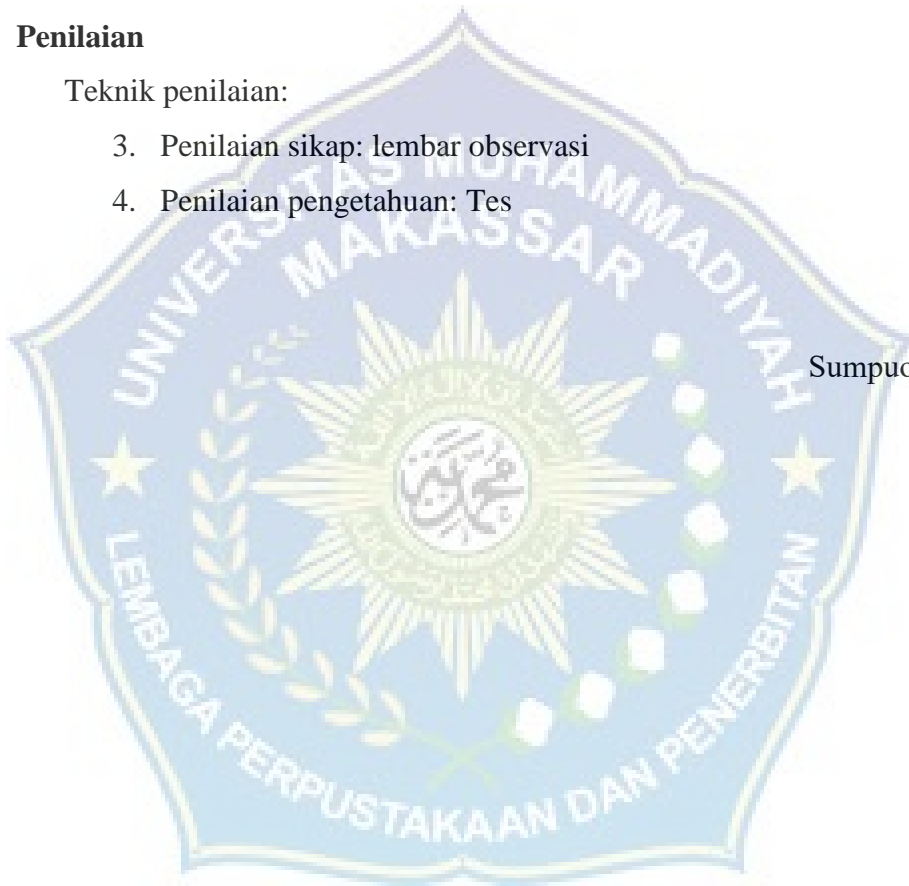 Penilaian
Teknik penilaian:
3. Penilaian sikap: lembar observasi
4. Penilaian pengetahuan: Tes
UNIVERSITAS MUHAMMADIYAH
MAKASSAR
Sumpuo
LEMBAGA PERPUSTAKAAN DAN PENERBITAN